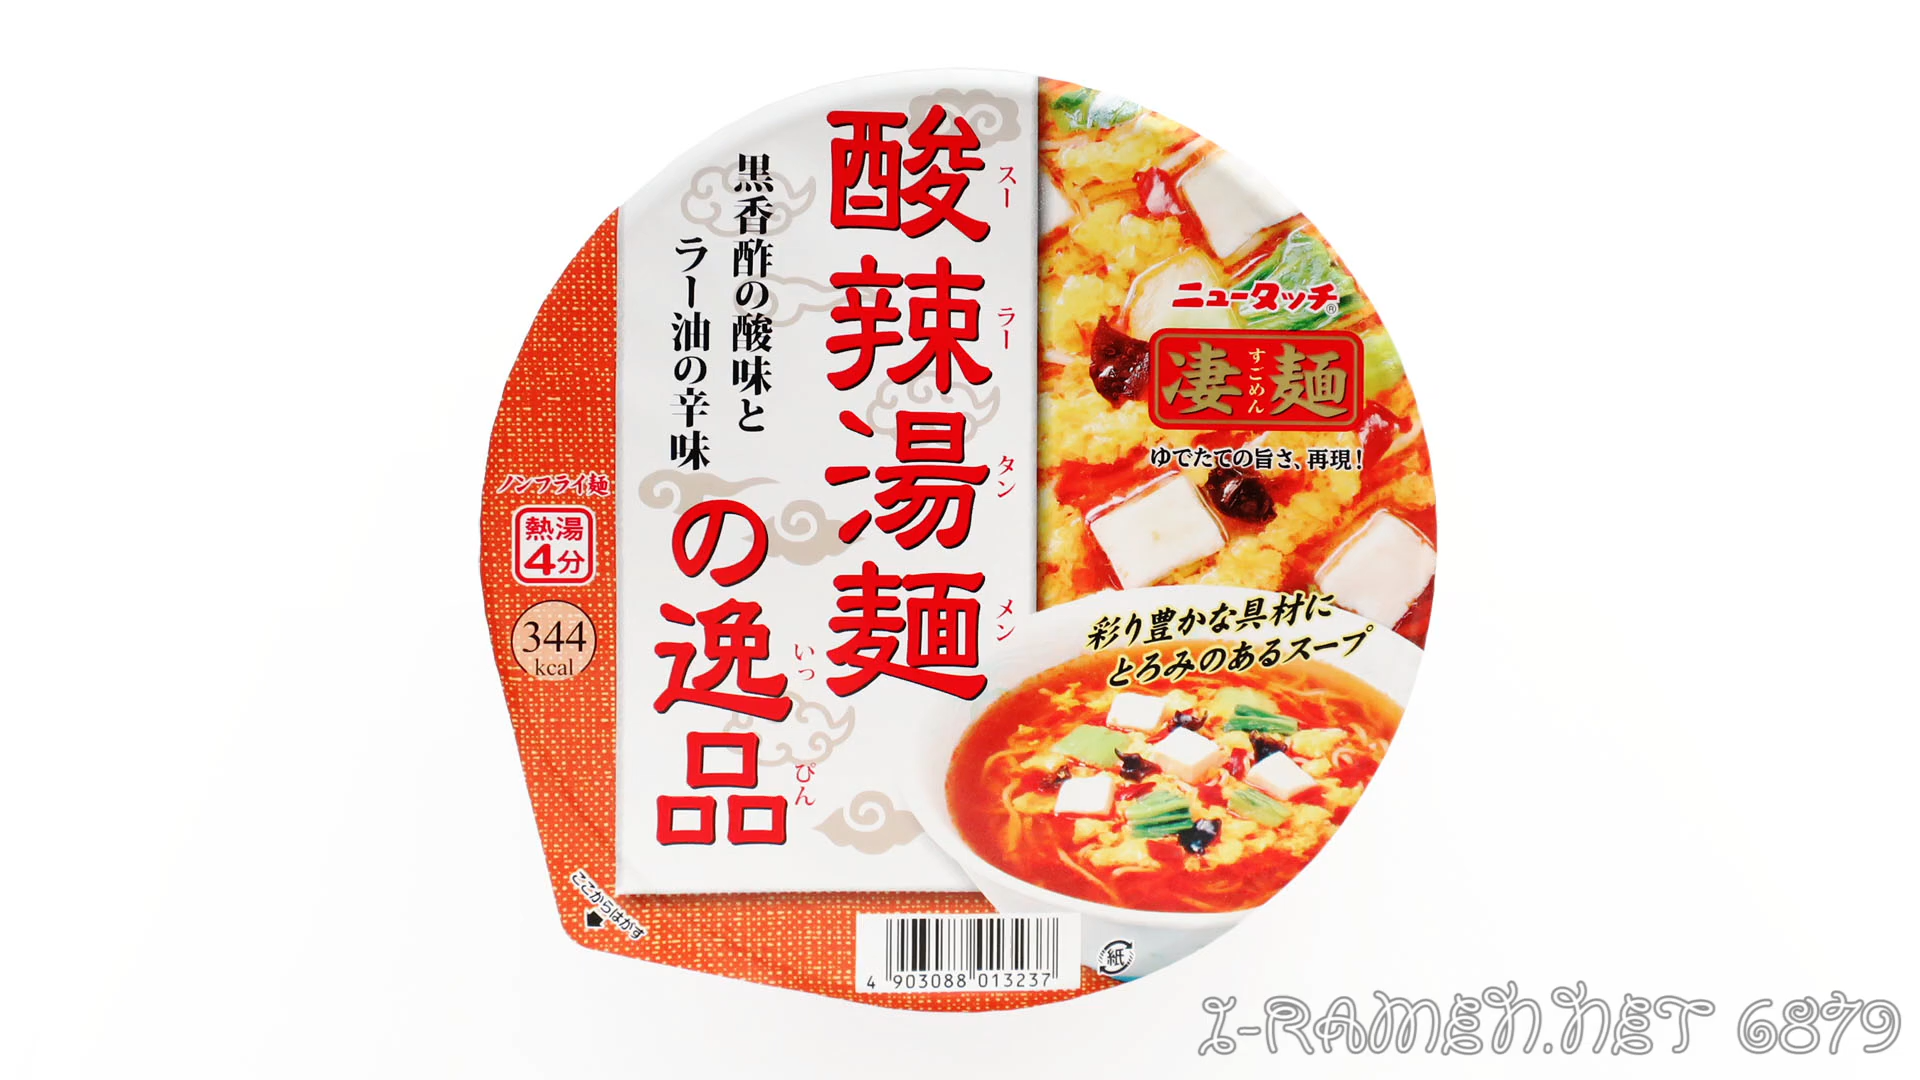 酸辣湯麺
スーラータンメン
の逸品
いっぴん
黒香酢の酸味と
ラー油の辛味
ニュータッチ®
凄麺
すごめん
ゆでたての旨さ、再現!
彩り豊かな具材に
とろみのあるスープ
ノンフライ麺
熱湯
4分
344
kcal
ここからはがす
4 903088 013237
紙
I-RAMEN.NET 6879